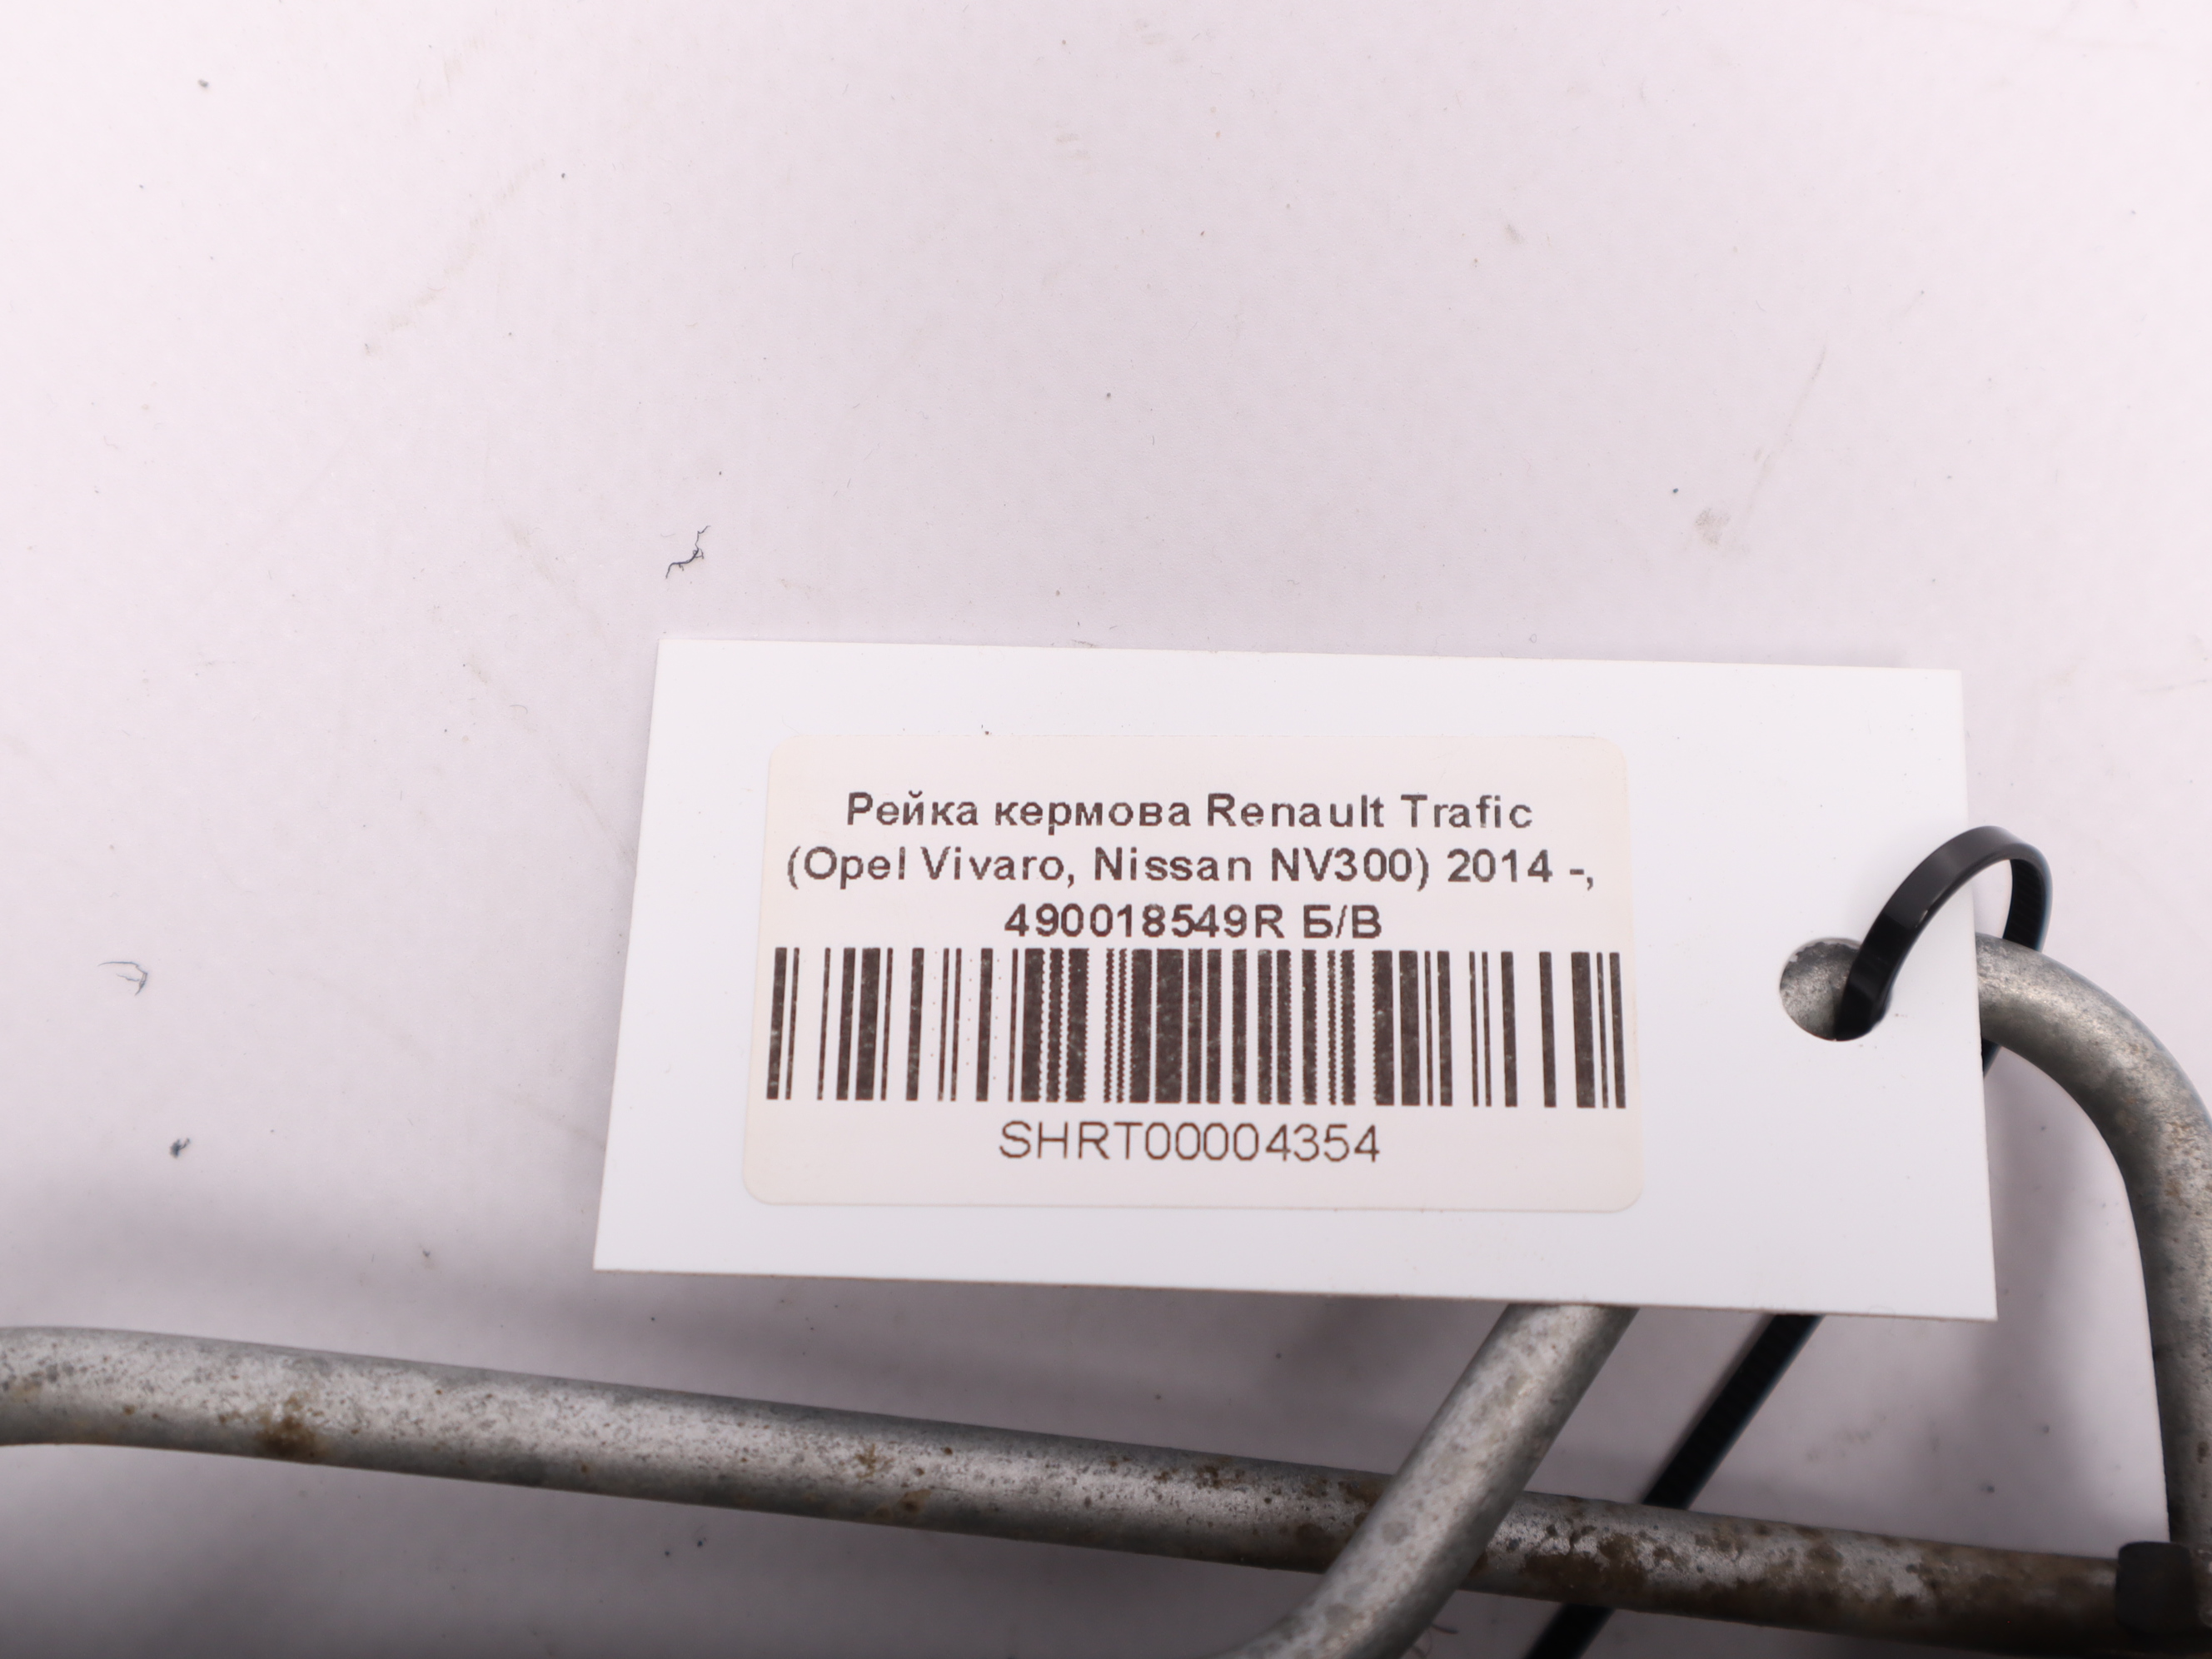 Рейка кермова Renault Trafic
(Opel Vivaro, Nissan NV300) 2014 -,
490018549R Б/В
SHRT00004354